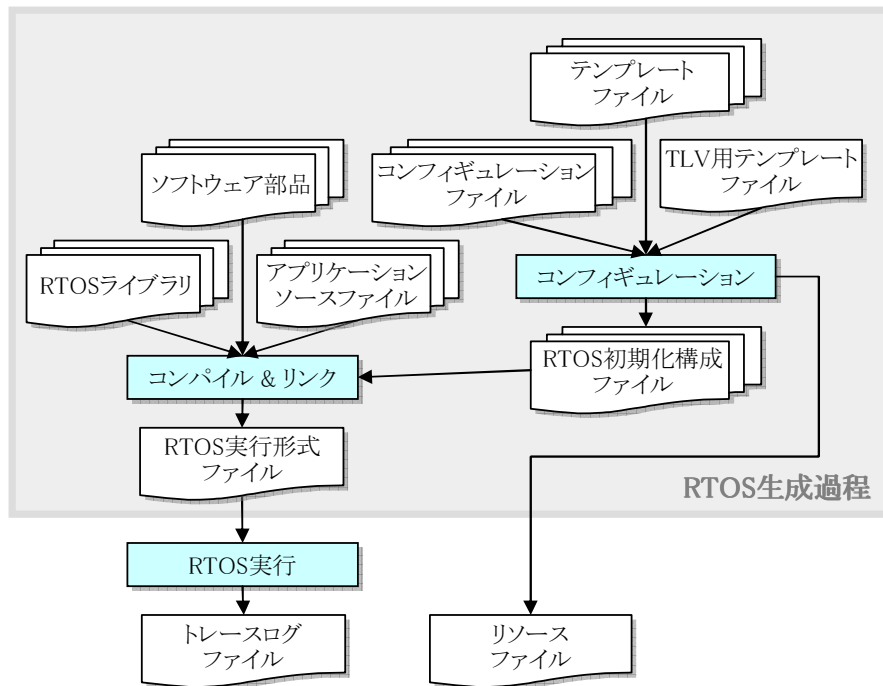 テンプレート
ファイル
ソフトウェア部品
コンフィギュレーション
ファイル
TLV用テンプレート
ファイル
RTOSライブラリ
アプリケーション
ソースファイル
コンフィギュレーション
コンパイル & リンク
RTOS初期化構成
ファイル
RTOS実行形式
ファイル
RTOS生成過程
RTOS実行
トレースログ
ファイル
リソース
ファイル